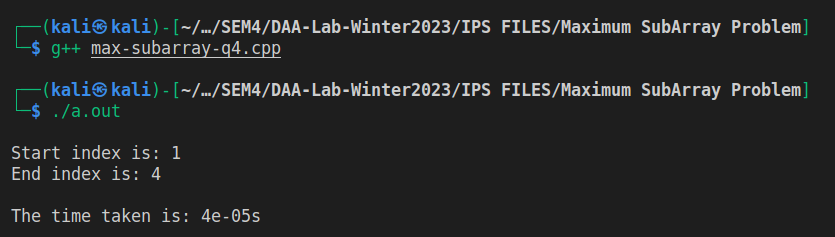 ┌──(kali㉿kali)-[~/…/SEM4/DAA-Lab-Winter2023/IPS FILES/Maximum SubArray Problem]
└─$ g++ max-subarray-q4.cpp
┌──(kali㉿kali)-[~/…/SEM4/DAA-Lab-Winter2023/IPS FILES/Maximum SubArray Problem]
└─$ ./a.out
Start index is: 1
End index is: 4
The time taken is: 4e-05s